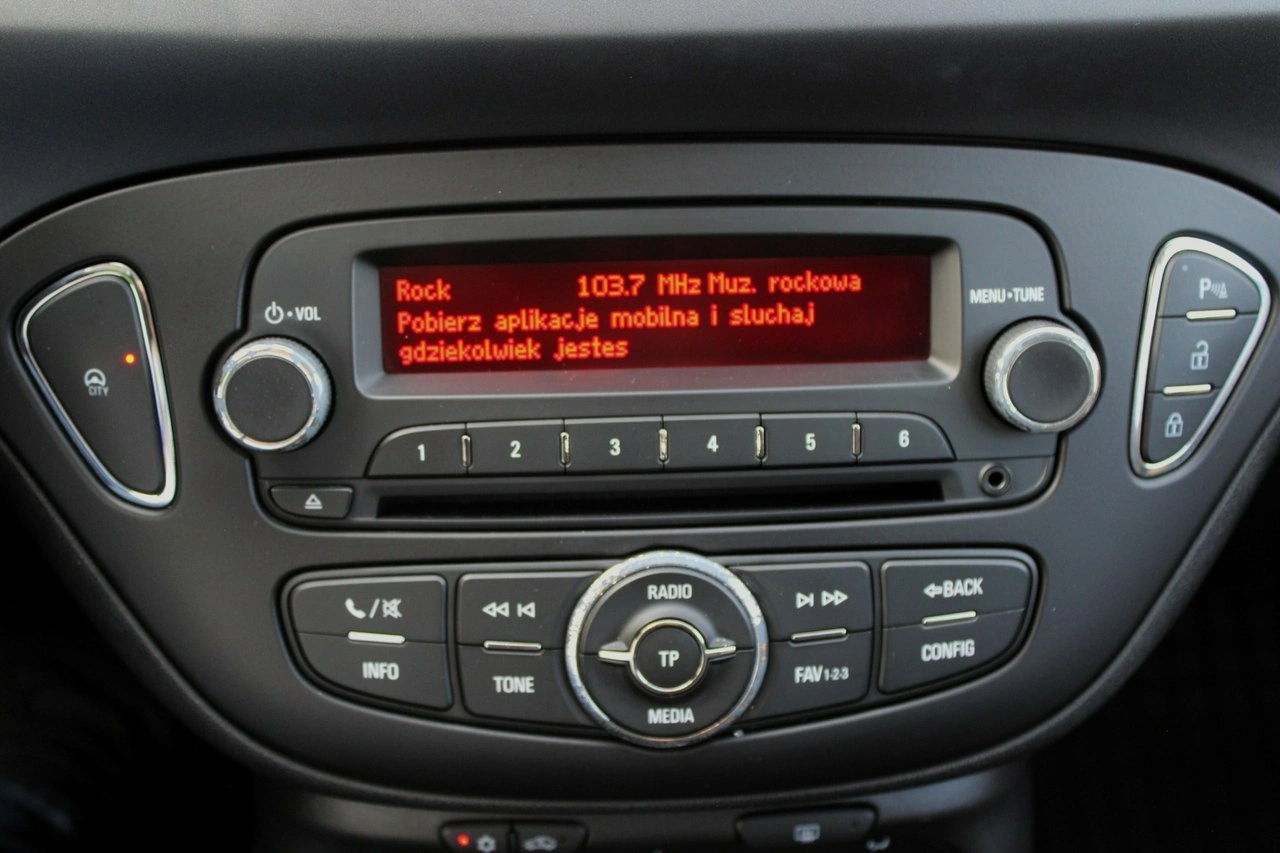 Rock 103.7 MHz Muz. rockowa
Pobierz aplikacje mobilna i sluchaj
gdziekolwiek jestes
VOL
MENU•TUNE
CITY
P
1 2 3 4 5 6
RADIO
BACK
INFO
TONE
TP
FAV1-2-3
CONFIG
MEDIA